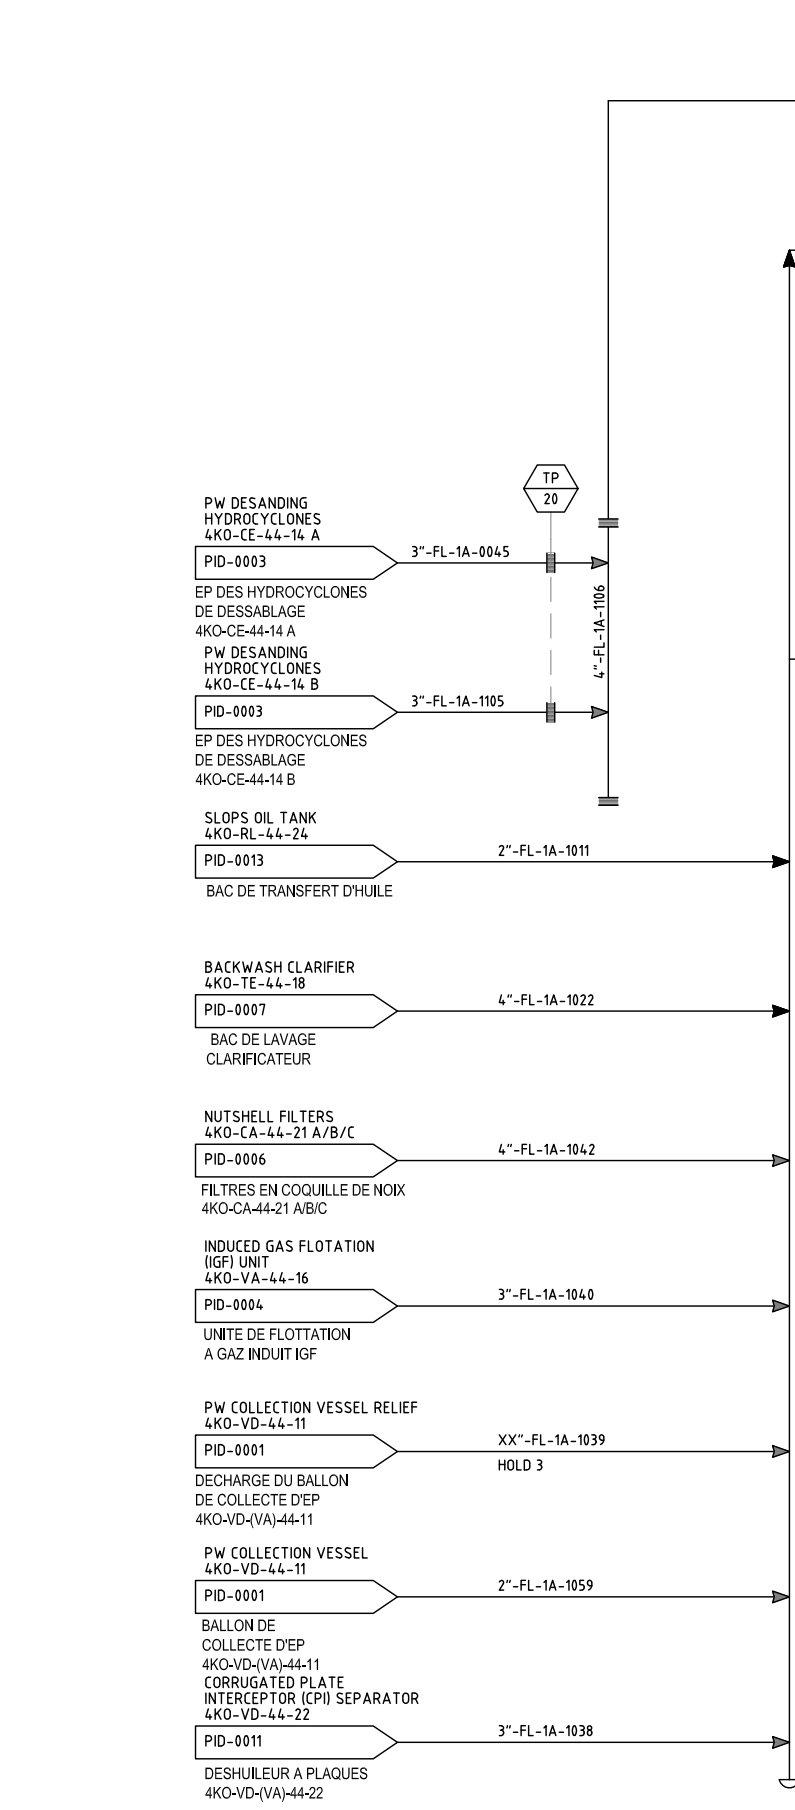 TP
20
PW DESANDING
HYDROCYCLONES
4KO-CE-44-14 A
PID-0003
3"-FL-1A-0045
EP DES HYDROCYCLONES
DE DESSABLAGE
4KO-CE-44-14 A
4"-FL-1A-1106
PW DESANDING
HYDROCYCLONES
4KO-CE-44-14 B
PID-0003
3"-FL-1A-1105
EP DES HYDROCYCLONES
DE DESSABLAGE
4KO-CE-44-14 B
SLOPS OIL TANK
4KO-RL-44-24
PID-0013
2"-FL-1A-1011
BAC DE TRANSFERT D'HUILE
BACKWASH CLARIFIER
4KO-TE-44-18
PID-0007
4"-FL-1A-1022
BAC DE LAVAGE
CLARIFICATEUR
NUTSHELL FILTERS
4KO-CA-44-21 A/B/C
PID-0006
4"-FL-1A-1042
FILTRES EN COQUILLE DE NOIX
4KO-CA-44-21 A/B/C
INDUCED GAS FLOTATION
(IGF) UNIT
4KO-VA-44-16
PID-0004
3"-FL-1A-1040
UNITE DE FLOTTATION
A GAZ INDUIT IGF
PW COLLECTION VESSEL RELIEF
4KO-VD-44-11
PID-0001
XX"-FL-1A-1039
HOLD 3
DECHARGE DU BALLON
DE COLLECTE D'EP
4KO-VD-(VA)-44-11
PW COLLECTION VESSEL
4KO-VD-44-11
PID-0001
2"-FL-1A-1059
BALLON DE
COLLECTE D'EP
4KO-VD-(VA)-44-11
CORRUGATED PLATE
INTERCEPTOR (CPI) SEPARATOR
4KO-VD-44-22
PID-0011
3"-FL-1A-1038
DESHUILEUR A PLAQUES
4KO-VD-(VA)-44-22